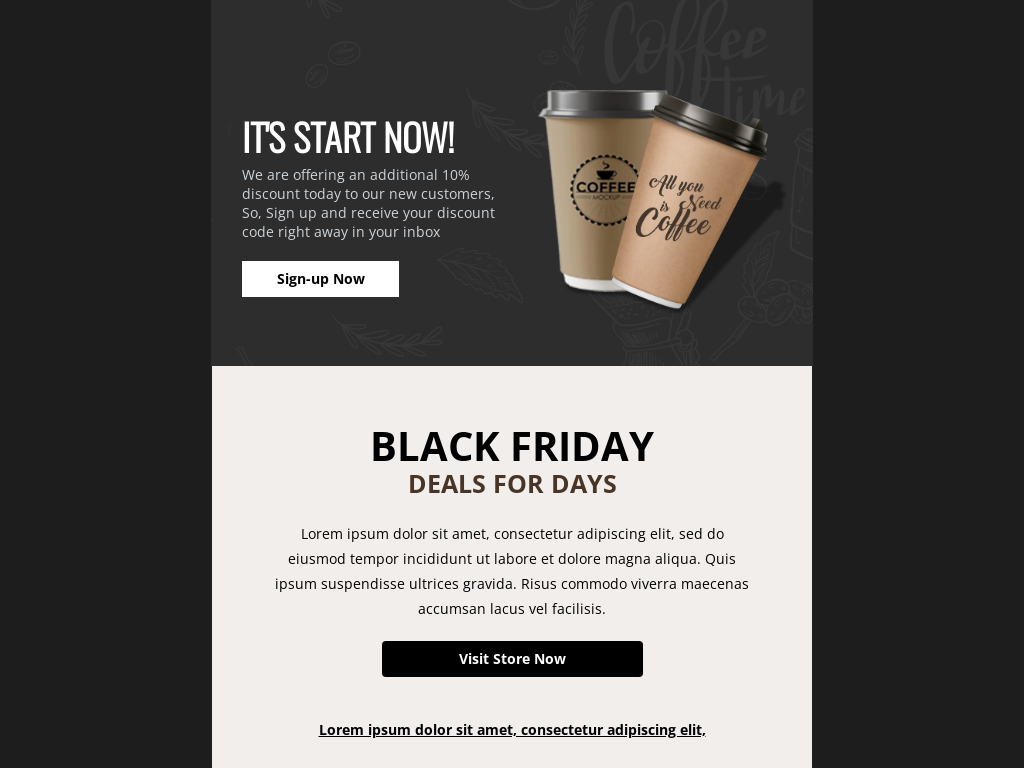 Coffee
time
IT'S START NOW!
We are offering an additional 10%
discount today to our new customers,
So, Sign up and receive your discount
code right away in your inbox
Sign-up Now
COFFEE
MOCKUP
All you
is Need
Coffee
BLACK FRIDAY
DEALS FOR DAYS
Lorem ipsum dolor sit amet, consectetur adipiscing elit, sed do
eiusmod tempor incididunt ut labore et dolore magna aliqua. Quis
ipsum suspendisse ultrices gravida. Risus commodo viverra maecenas
accumsan lacus vel facilisis.
Visit Store Now
Lorem ipsum dolor sit amet, consectetur adipiscing elit,